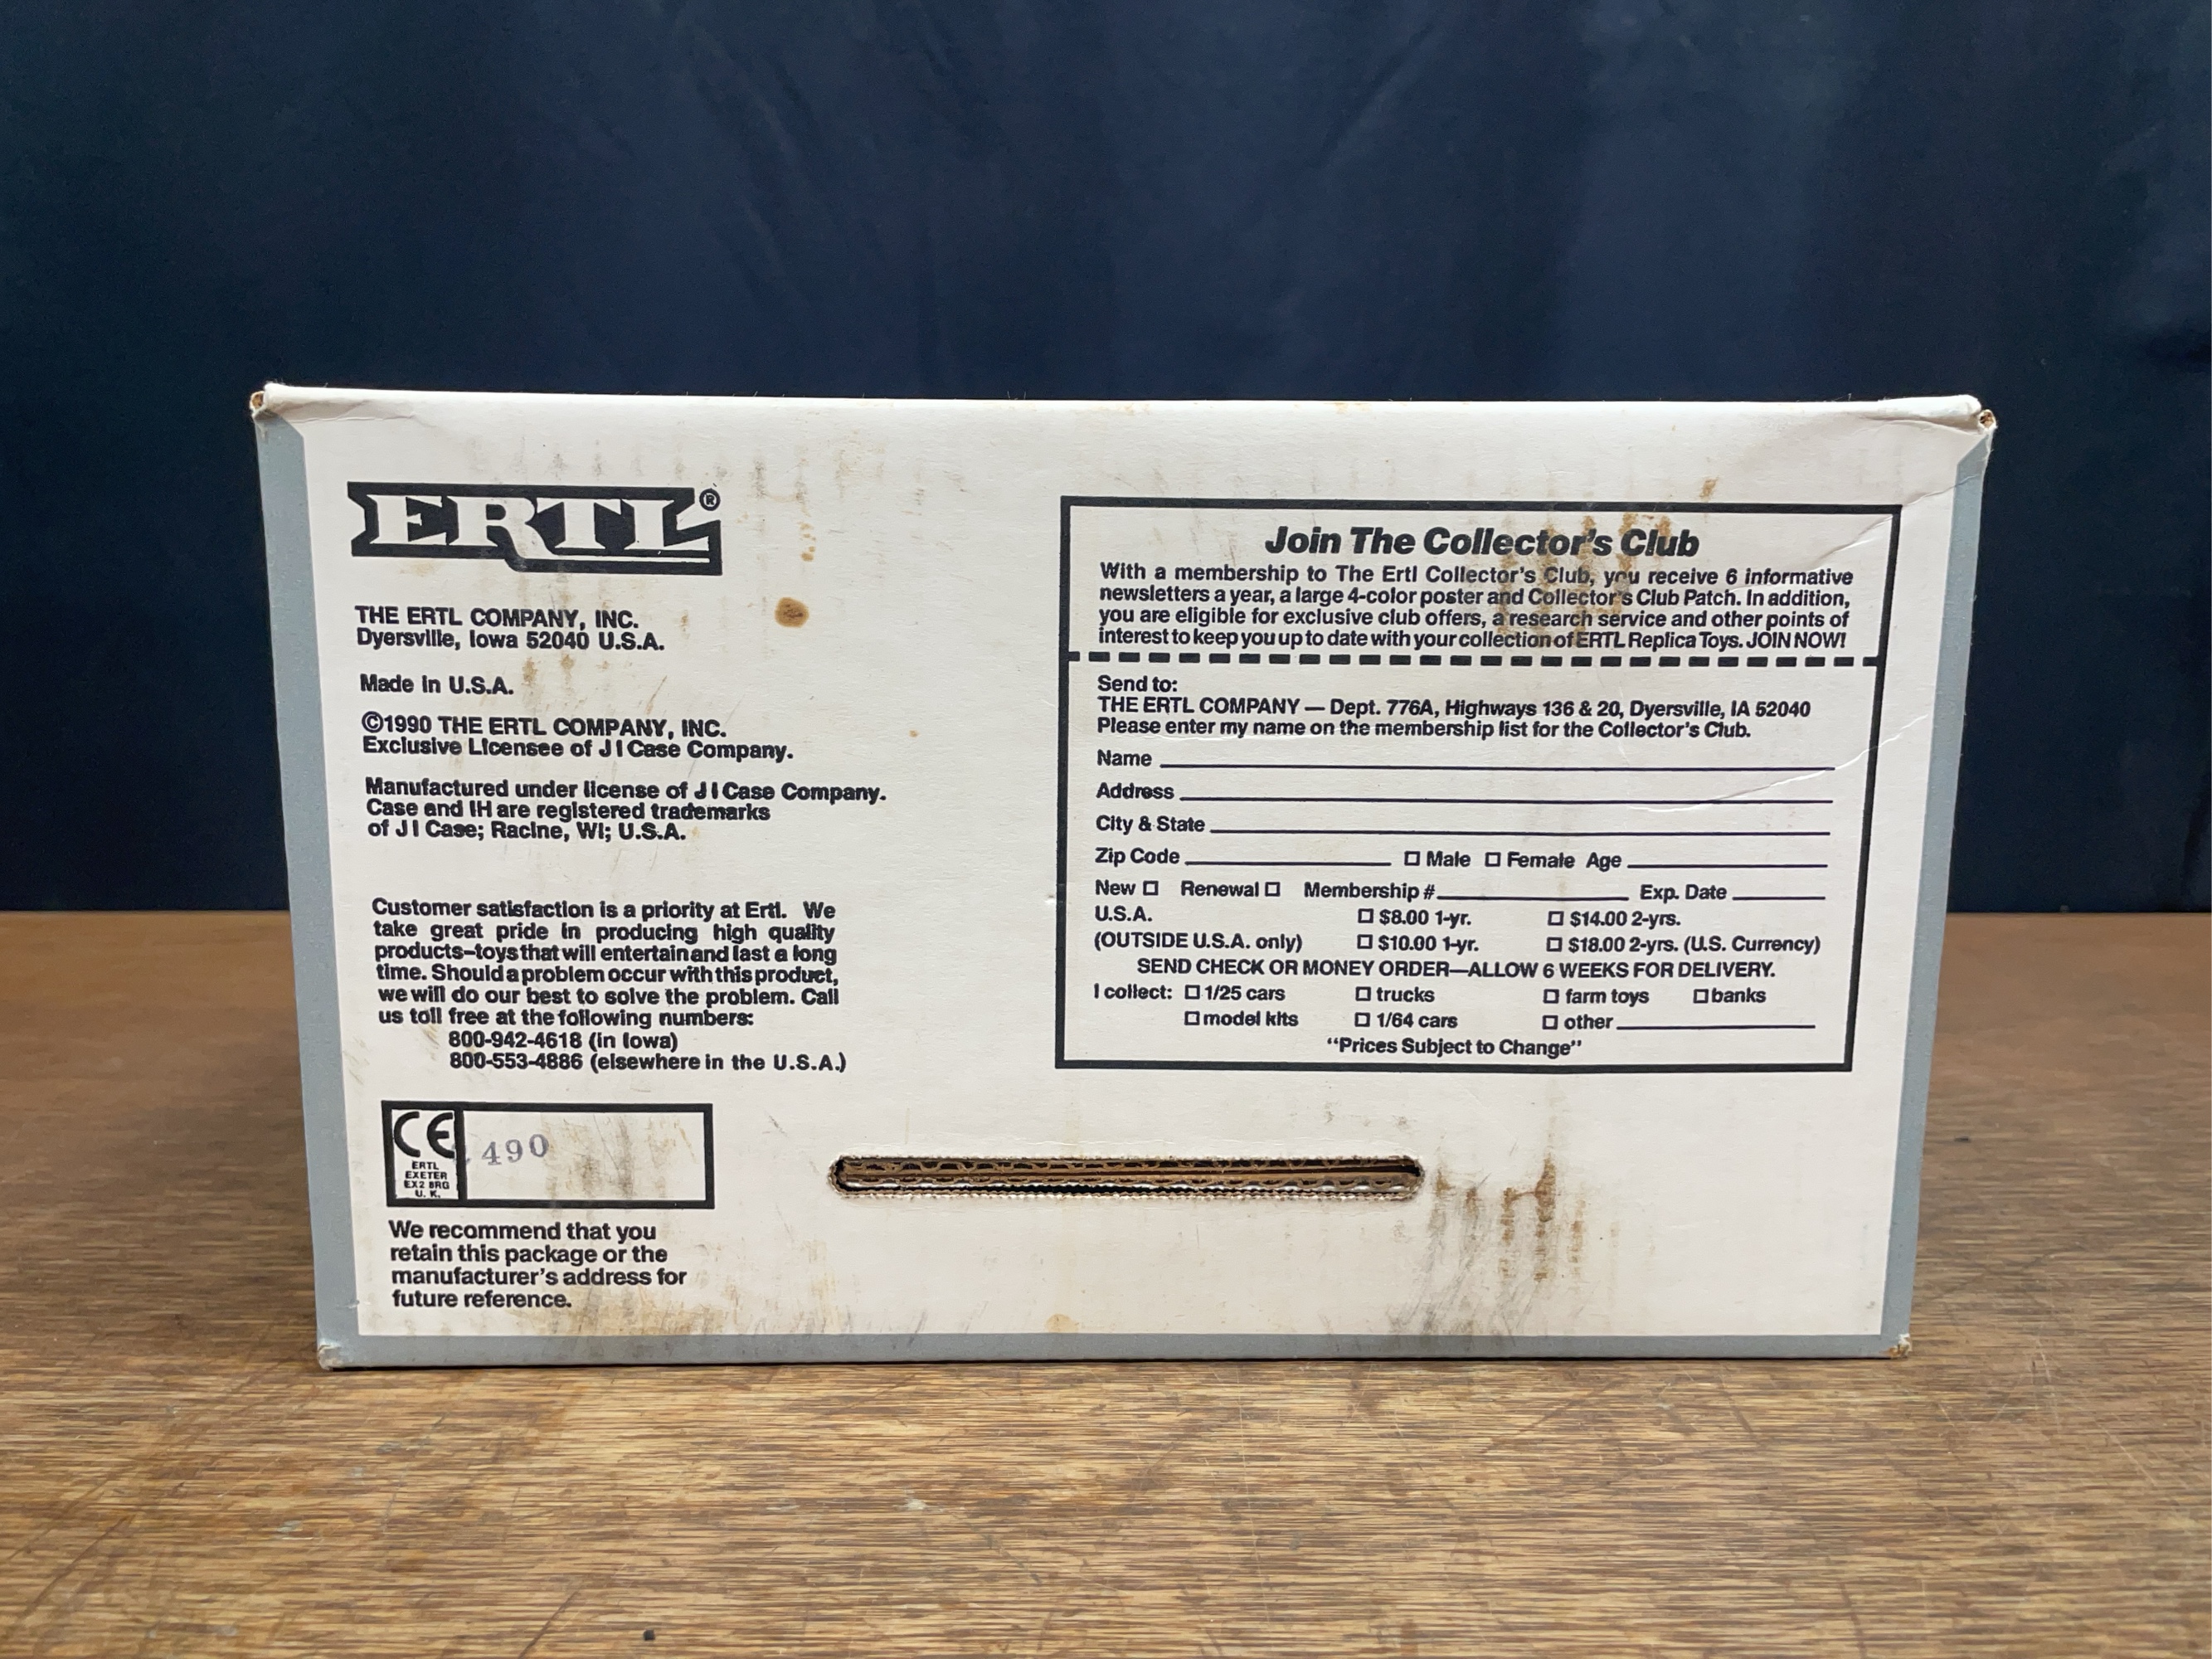 ERTL®
THE ERTL COMPANY, INC.
Dyersville, Iowa 52040 U.S.A.
Made in U.S.A.
©1990 THE ERTL COMPANY, INC.
Exclusive Licensee of J I Case Company.
Manufactured under license of J I Case Company.
Case and IH are registered trademarks
of J I Case; Racine, WI; U.S.A.
Customer satisfaction is a priority at Ertl. We
take great pride in producing high quality
products–toys that will entertain and last a long
time. Should a problem occur with this product,
we will do our best to solve the problem. Call
us toll free at the following numbers:
800-942-4618 (in Iowa)
800-553-4886 (elsewhere in the U.S.A.)
CE
ERTL
EXETER
EX2 8RG
U.K.
490
We recommend that you
retain this package or the
manufacturer's address for
future reference.
Join The Collector's Club
With a membership to The Ertl Collector's Club, you receive 6 informative
newsletters a year, a large 4-color poster and Collector's Club Patch. In addition,
you are eligible for exclusive club offers, a research service and other points of
interest to keep you up to date with your collection of ERTL Replica Toys. JOIN NOW!
Send to:
THE ERTL COMPANY — Dept. 776A, Highways 136 & 20, Dyersville, IA 52040
Please enter my name on the membership list for the Collector's Club.
Name
Address
City & State
Zip Code Male Female Age
New Renewal Membership # Exp. Date
U.S.A. $8.00 1-yr. $14.00 2-yrs.
(OUTSIDE U.S.A. only) $10.00 1-yr. $18.00 2-yrs. (U.S. Currency)
SEND CHECK OR MONEY ORDER—ALLOW 6 WEEKS FOR DELIVERY.
I collect: 1/25 cars trucks farm toys banks
model kits 1/64 cars other
"Prices Subject to Change"